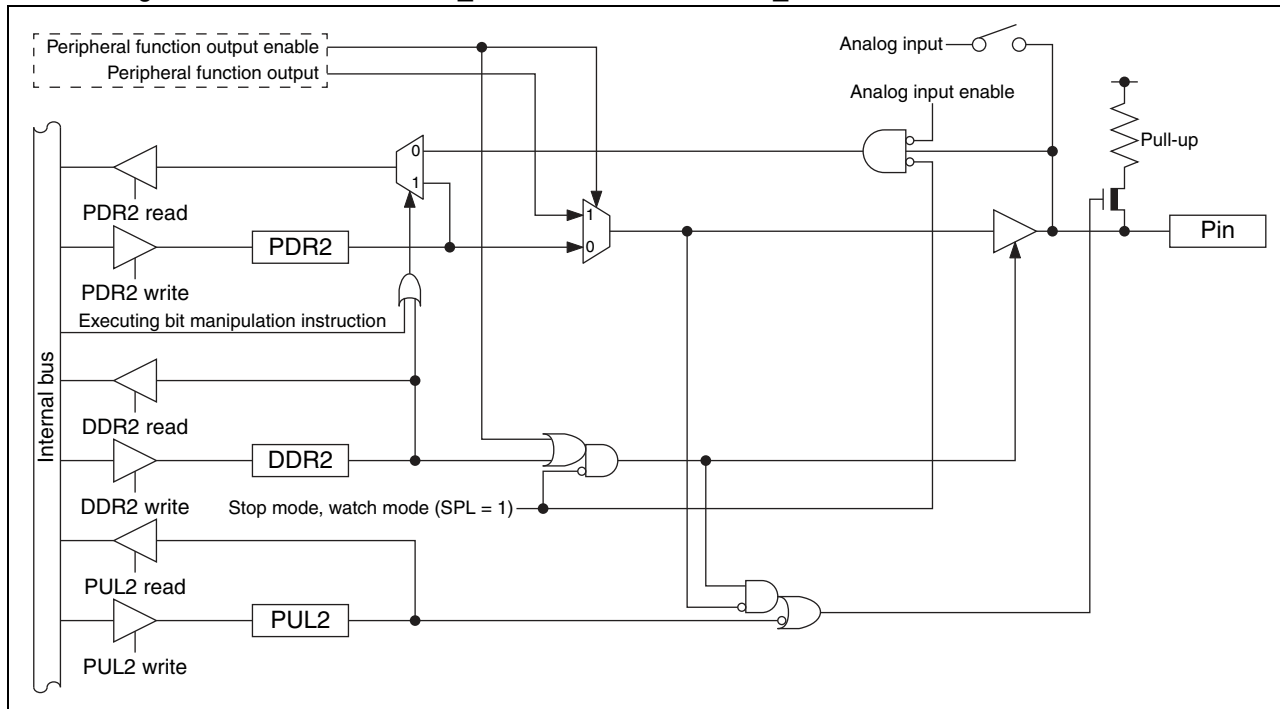 Peripheral function output enable
Peripheral function output
Analog input
Analog input enable
Pull-up
0
1
PDR2 read
1
PDR2
0
Pin
PDR2 write
Executing bit manipulation instruction
Internal bus
DDR2 read
DDR2
DDR2 write
Stop mode, watch mode (SPL = 1)
PUL2 read
PUL2
PUL2 write